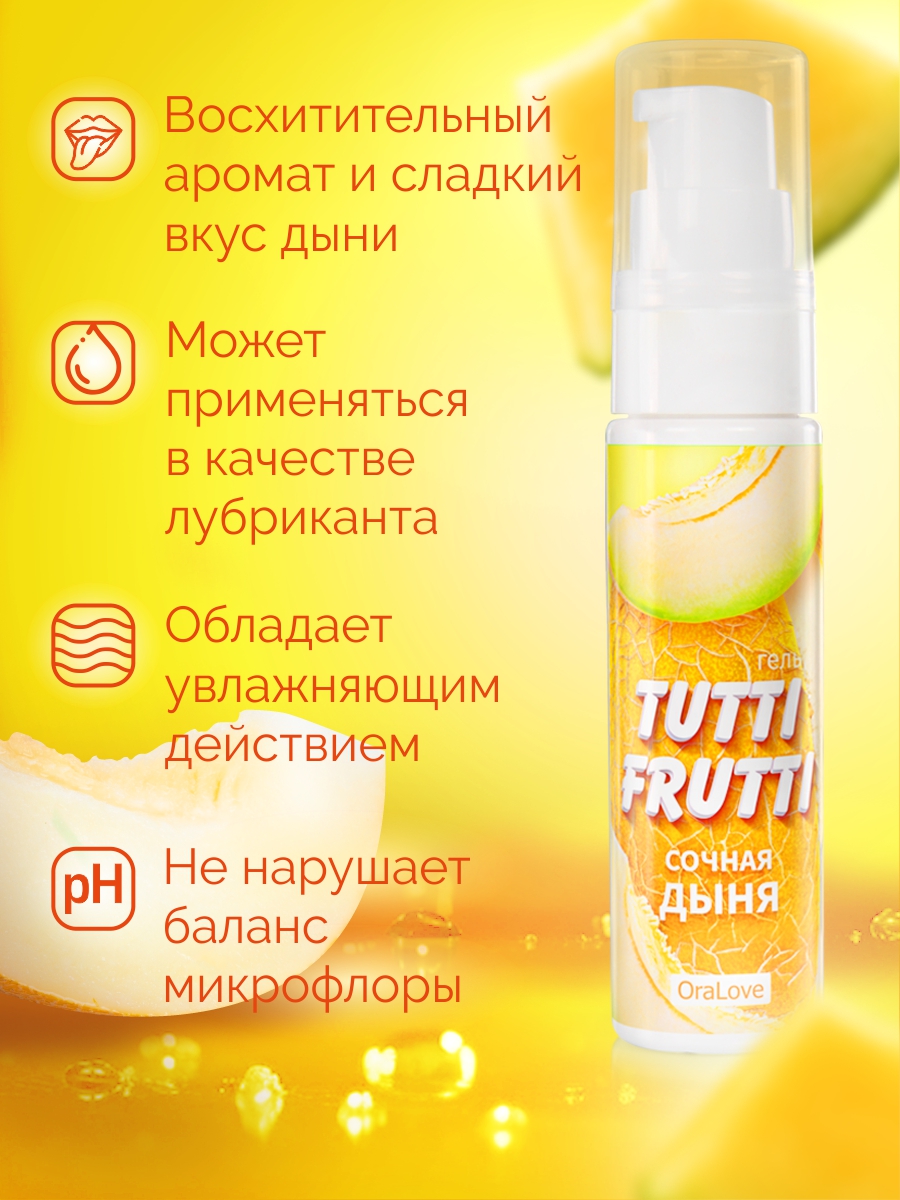 Восхитительный
аромат и сладкий
вкус дыни
Может
применяться
в качестве
лубриканта
Обладает
увлажняющим
действием
pH
Не нарушает
баланс
микрофлоры
гель
TUTTI
FRUTTI
СОЧНАЯ
ДЫНЯ
OraLove